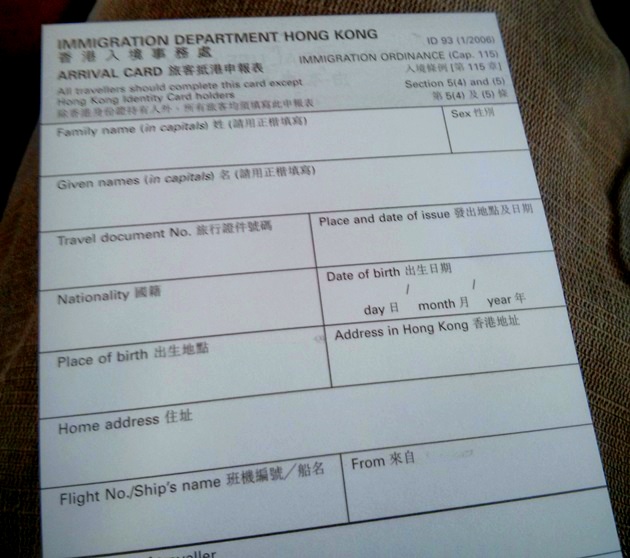 IMMIGRATION DEPARTMENT HONG KONG
香港入境事務處
ARRIVAL CARD 旅客抵港申報表
ID 93 (1/2006)
IMMIGRATION ORDINANCE (Cap. 115)
入境條例 [第 115 章]
Section 5(4) and (5)
第 5(4) 及 (5) 條
All travellers should complete this card except
Hong Kong Identity Card holders
除香港身份證持有人外，所有旅客均須填寫此申報表
Family name (in capitals) 姓 (請用正楷填寫)
Sex 性別
Given names (in capitals) 名 (請用正楷填寫)
Travel document No. 旅行證件號碼
Place and date of issue 發出地點及日期
Nationality 國籍
Date of birth 出生日期
/ /
day 日 month 月 year 年
Place of birth 出生地點
Address in Hong Kong 香港地址
Home address 住址
Flight No./Ship's name 班機編號／船名
From 來自